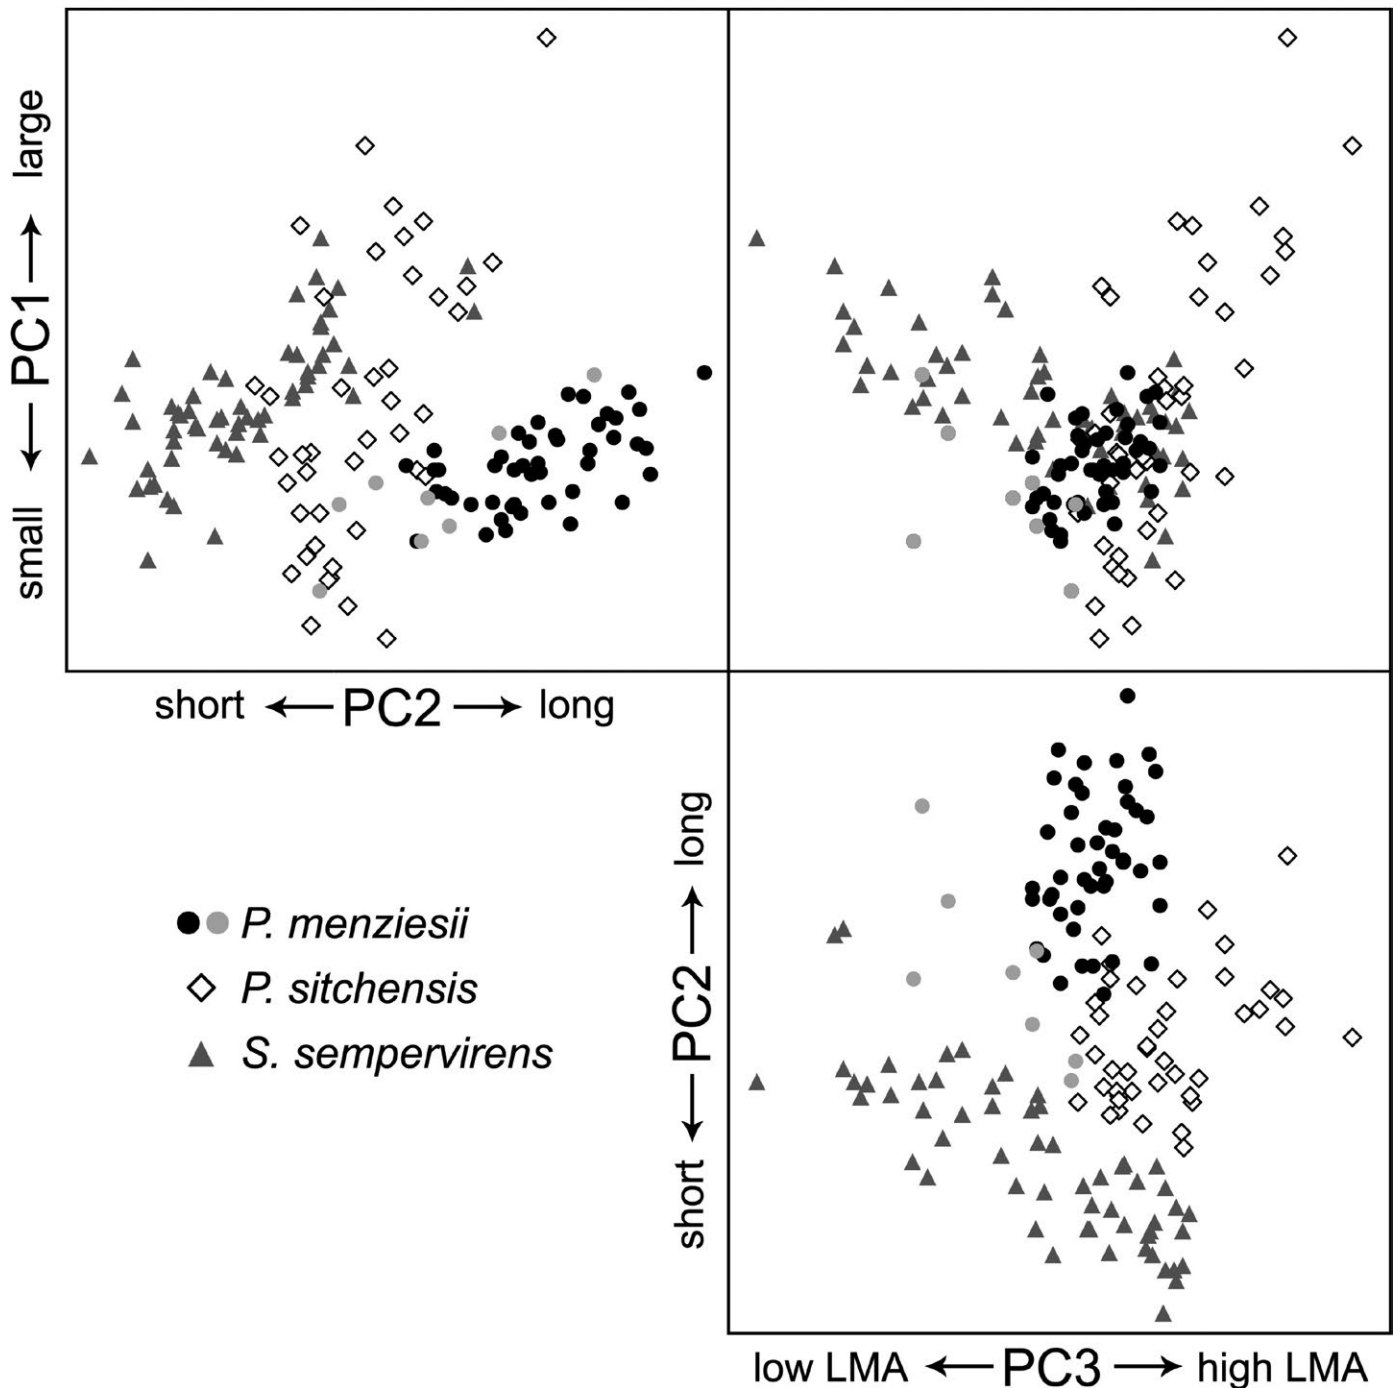 small ← PC1 → large
short ← PC2 → long
short ← PC2 → long
P. menziesii
P. sitchensis
S. sempervirens
low LMA ← PC3 → high LMA